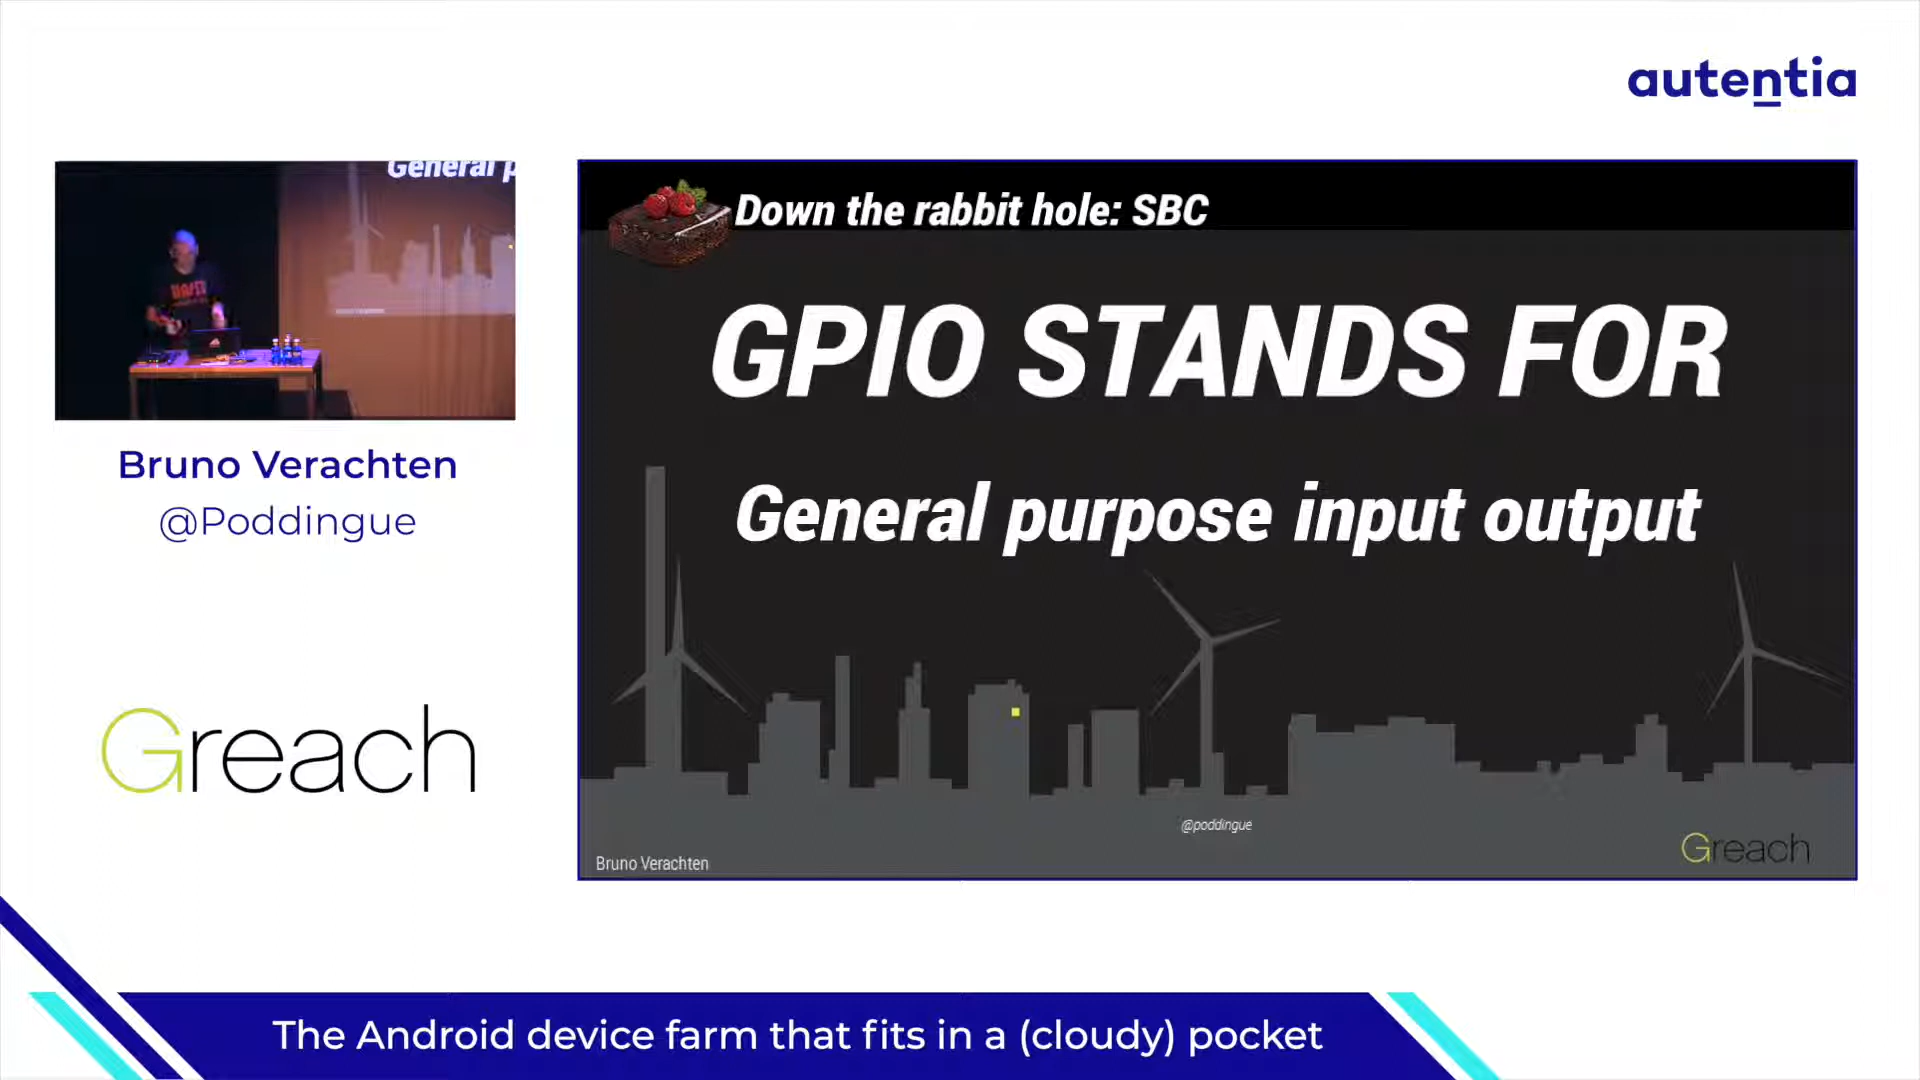 autentia
General p
Bruno Verachten
@Poddingue
Greach
Down the rabbit hole: SBC
GPIO STANDS FOR
General purpose input output
@poddingue
Bruno Verachten
Greach
The Android device farm that fits in a (cloudy) pocket